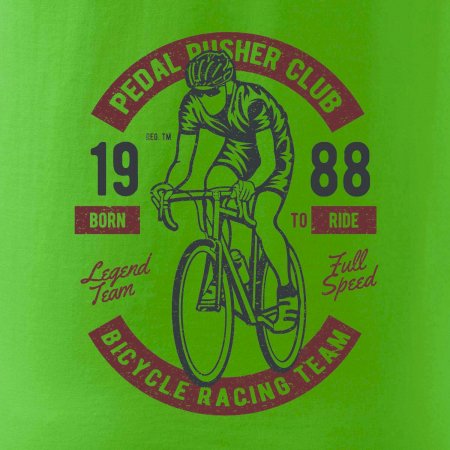 PEDAL PUSHER CLUB
REG. TM
19 88
BORN TO RIDE
Legend Team
Full Speed
BICYCLE RACING TEAM